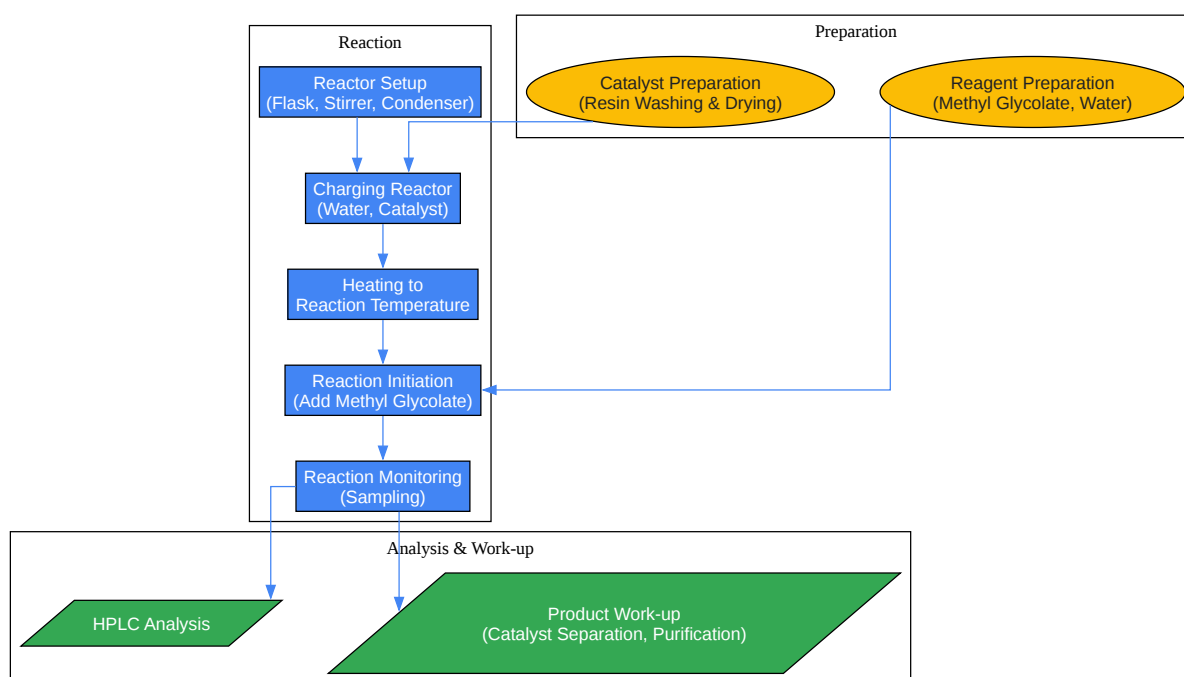 Reaction
Reactor Setup
(Flask, Stirrer, Condenser)
Charging Reactor
(Water, Catalyst)
Heating to
Reaction Temperature
Reaction Initiation
(Add Methyl Glycolate)
Reaction Monitoring
(Sampling)
Preparation
Catalyst Preparation
(Resin Washing & Drying)
Reagent Preparation
(Methyl Glycolate, Water)
Analysis & Work-up
HPLC Analysis
Product Work-up
(Catalyst Separation, Purification)